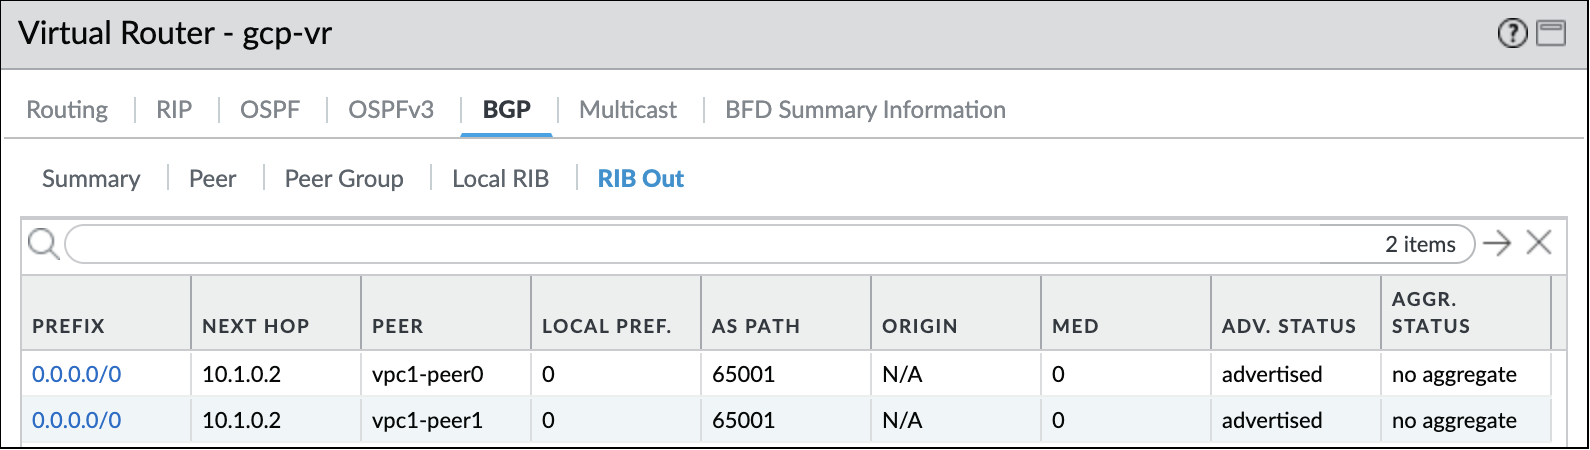 Virtual Router - gcp-vr
Routing RIP OSPF OSPFv3 BGP Multicast BFD Summary Information
Summary Peer Peer Group Local RIB RIB Out
2 items
PREFIX NEXT HOP PEER LOCAL PREF. AS PATH ORIGIN MED ADV. STATUS AGGR. STATUS
0.0.0.0/0 10.1.0.2 vpc1-peer0 0 65001 N/A 0 advertised no aggregate
0.0.0.0/0 10.1.0.2 vpc1-peer1 0 65001 N/A 0 advertised no aggregate